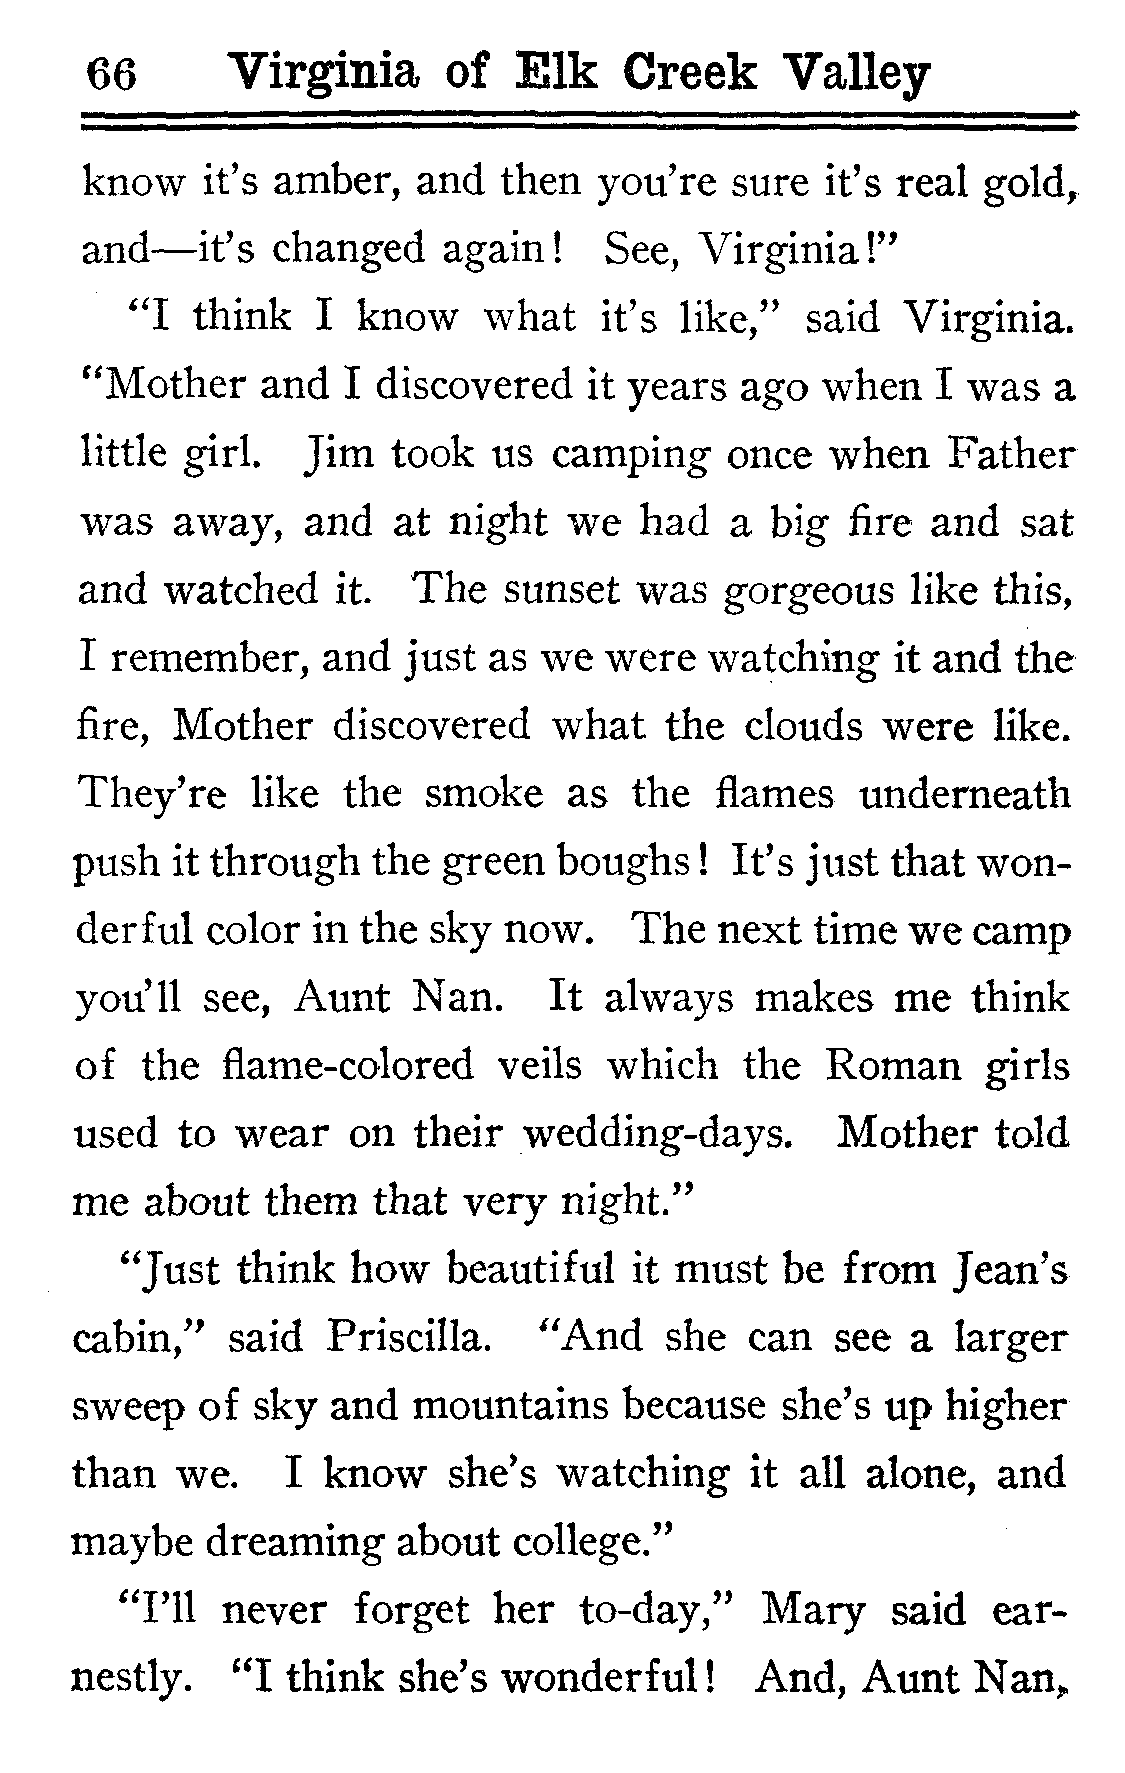 66 Virginia of Elk Creek Valley
know it's amber, and then you're sure it's real gold,
and—it's changed again! See, Virginia!"
"I think I know what it's like," said Virginia.
"Mother and I discovered it years ago when I was a
little girl. Jim took us camping once when Father
was away, and at night we had a big fire and sat
and watched it. The sunset was gorgeous like this,
I remember, and just as we were watching it and the
fire, Mother discovered what the clouds were like.
They're like the smoke as the flames underneath
push it through the green boughs! It's just that won-
derful color in the sky now. The next time we camp
you'll see, Aunt Nan. It always makes me think
of the flame-colored veils which the Roman girls
used to wear on their wedding-days. Mother told
me about them that very night."
"Just think how beautiful it must be from Jean's
cabin," said Priscilla. "And she can see a larger
sweep of sky and mountains because she's up higher
than we. I know she's watching it all alone, and
maybe dreaming about college."
"I'll never forget her to-day," Mary said ear-
nestly. "I think she's wonderful! And, Aunt Nan,